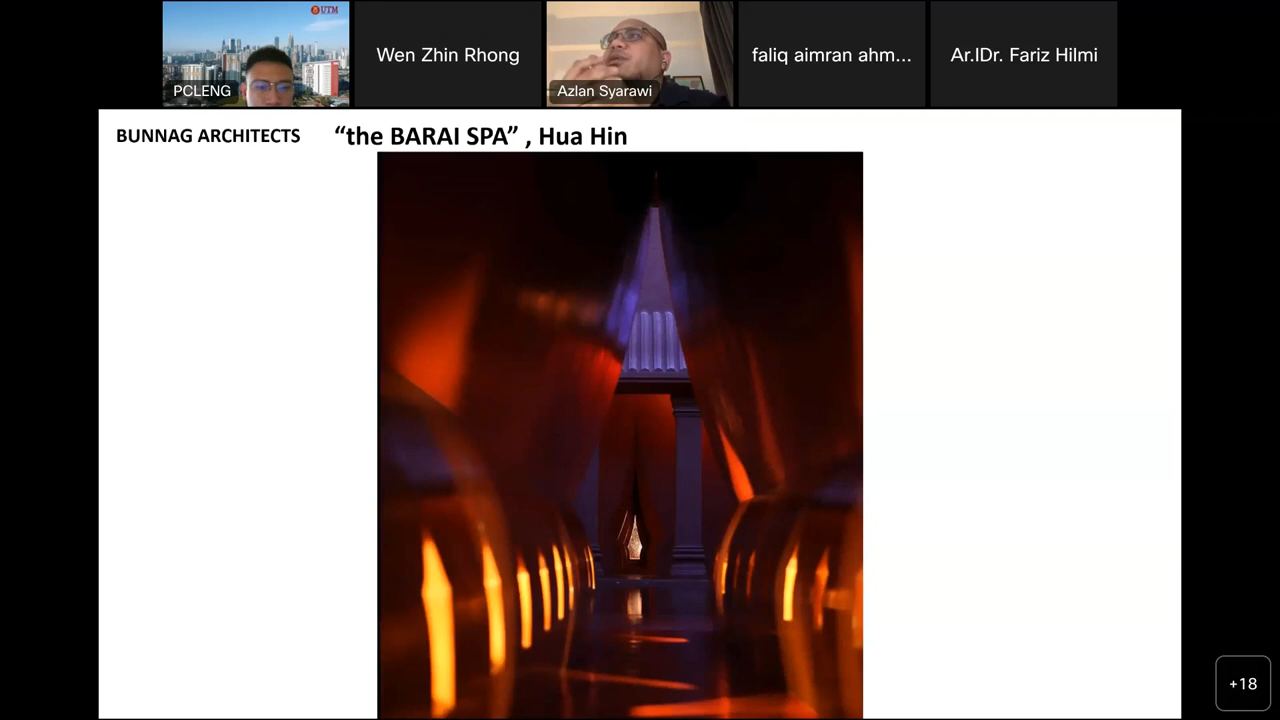 UTM
PCLENG
Wen Zhin Rhong
Azlan Syarawi
faliq aimran ahm...
Ar.IDr. Fariz Hilmi
BUNNAG ARCHITECTS “the BARAI SPA” , Hua Hin
+18